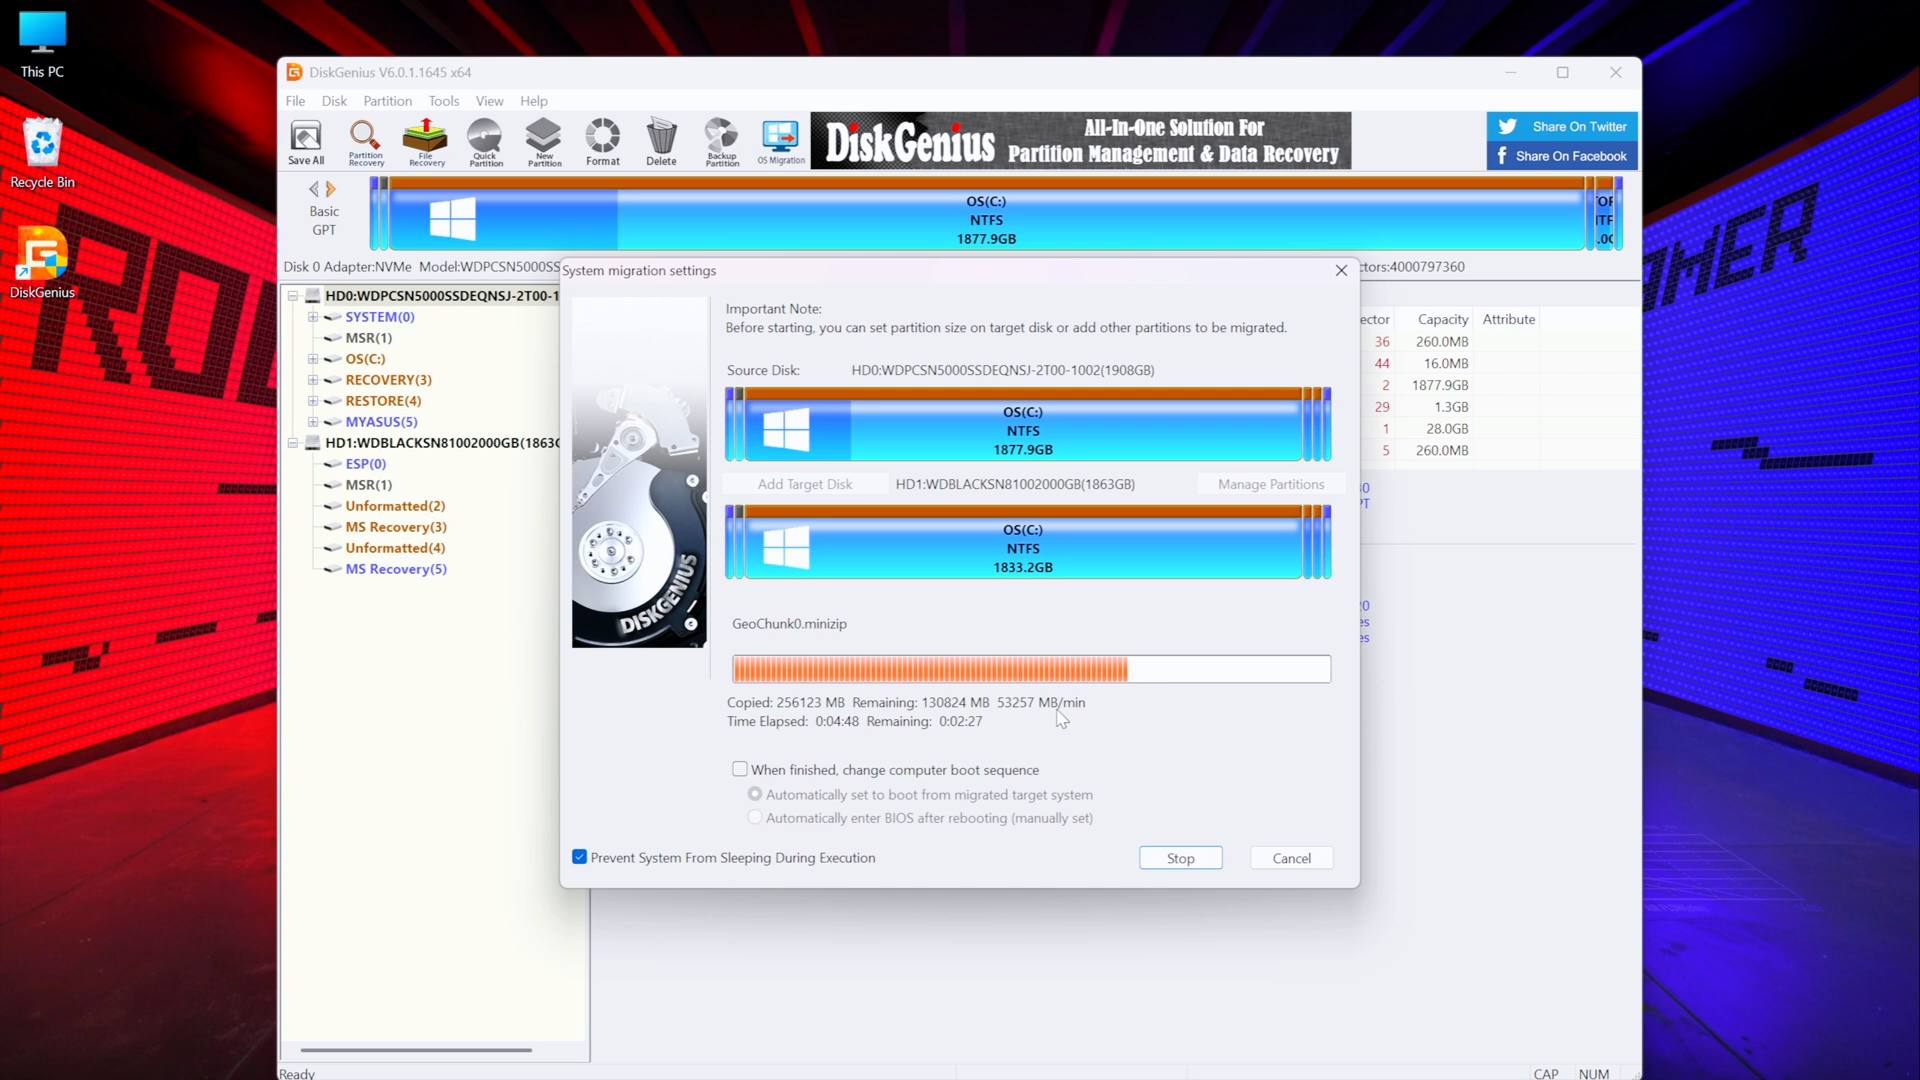 This PC
Recycle Bin
DiskGenius
DiskGenius V6.0.1.1645 x64
File Disk Partition Tools View Help
Save All
Partition Recovery
File Recovery
Quick Partition
New Partition
Format
Delete
Backup Partition
OS Migration
DiskGenius
All-In-One Solution For
Partition Management & Data Recovery
Share On Twitter
Share On Facebook
Basic
GPT
OS(C:)
NTFS
1877.9GB
Disk 0 Adapter:NVMe Model:WDPCSN5000SS
ctors:4000797360
HD0:WDPCSN5000SSDEQNSJ-2T00-1
SYSTEM(0)
MSR(1)
OS(C:)
RECOVERY(3)
RESTORE(4)
MYASUS(5)
HD1:WDBLACKSN81002000GB(1863G
ESP(0)
MSR(1)
Unformatted(2)
MS Recovery(3)
Unformatted(4)
MS Recovery(5)
System migration settings
Important Note:
Before starting, you can set partition size on target disk or add other partitions to be migrated.
Source Disk: HD0:WDPCSN5000SSDEQNSJ-2T00-1002(1908GB)
OS(C:)
NTFS
1877.9GB
Add Target Disk HD1:WDBLACKSN81002000GB(1863GB) Manage Partitions
OS(C:)
NTFS
1833.2GB
GeoChunk0.minizip
Copied: 256123 MB Remaining: 130824 MB 53257 MB/min
Time Elapsed: 0:04:48 Remaining: 0:02:27
When finished, change computer boot sequence
Automatically set to boot from migrated target system
Automatically enter BIOS after rebooting (manually set)
Prevent System From Sleeping During Execution
Stop
Cancel
DISKGENIUS
ector Capacity Attribute
36 260.0MB
44 16.0MB
2 1877.9GB
29 1.3GB
1 28.0GB
5 260.0MB
Ready
CAP NUM